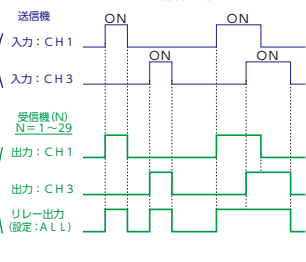 送信機
ON
ON
入力：CH1
ON
ON
入力：CH3
受信機(N)
N=1～29
出力：CH1
出力：CH3
リレー出力
(設定：ALL)